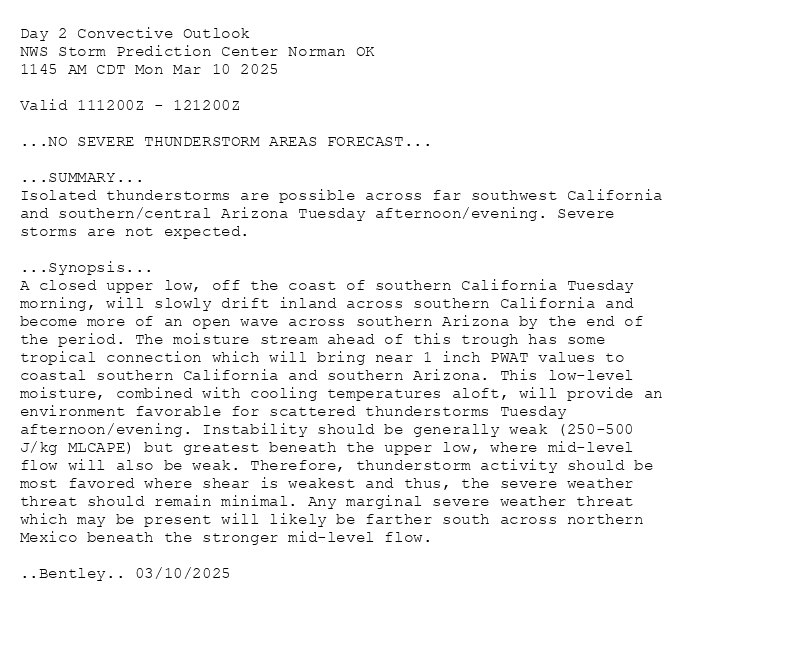 Day 2 Convective Outlook
NWS Storm Prediction Center Norman OK
1145 AM CDT Mon Mar 10 2025
Valid 111200Z - 121200Z
...NO SEVERE THUNDERSTORM AREAS FORECAST...
...SUMMARY...
Isolated thunderstorms are possible across far southwest California
and southern/central Arizona Tuesday afternoon/evening. Severe
storms are not expected.
...Synopsis...
A closed upper low, off the coast of southern California Tuesday
morning, will slowly drift inland across southern California and
become more of an open wave across southern Arizona by the end of
the period. The moisture stream ahead of this trough has some
tropical connection which will bring near 1 inch PWAT values to
coastal southern California and southern Arizona. This low-level
moisture, combined with cooling temperatures aloft, will provide an
environment favorable for scattered thunderstorms Tuesday
afternoon/evening. Instability should be generally weak (250-500
J/kg MLCAPE) but greatest beneath the upper low, where mid-level
flow will also be weak. Therefore, thunderstorm activity should be
most favored where shear is weakest and thus, the severe weather
threat should remain minimal. Any marginal severe weather threat
which may be present will likely be farther south across northern
Mexico beneath the stronger mid-level flow.
..Bentley.. 03/10/2025